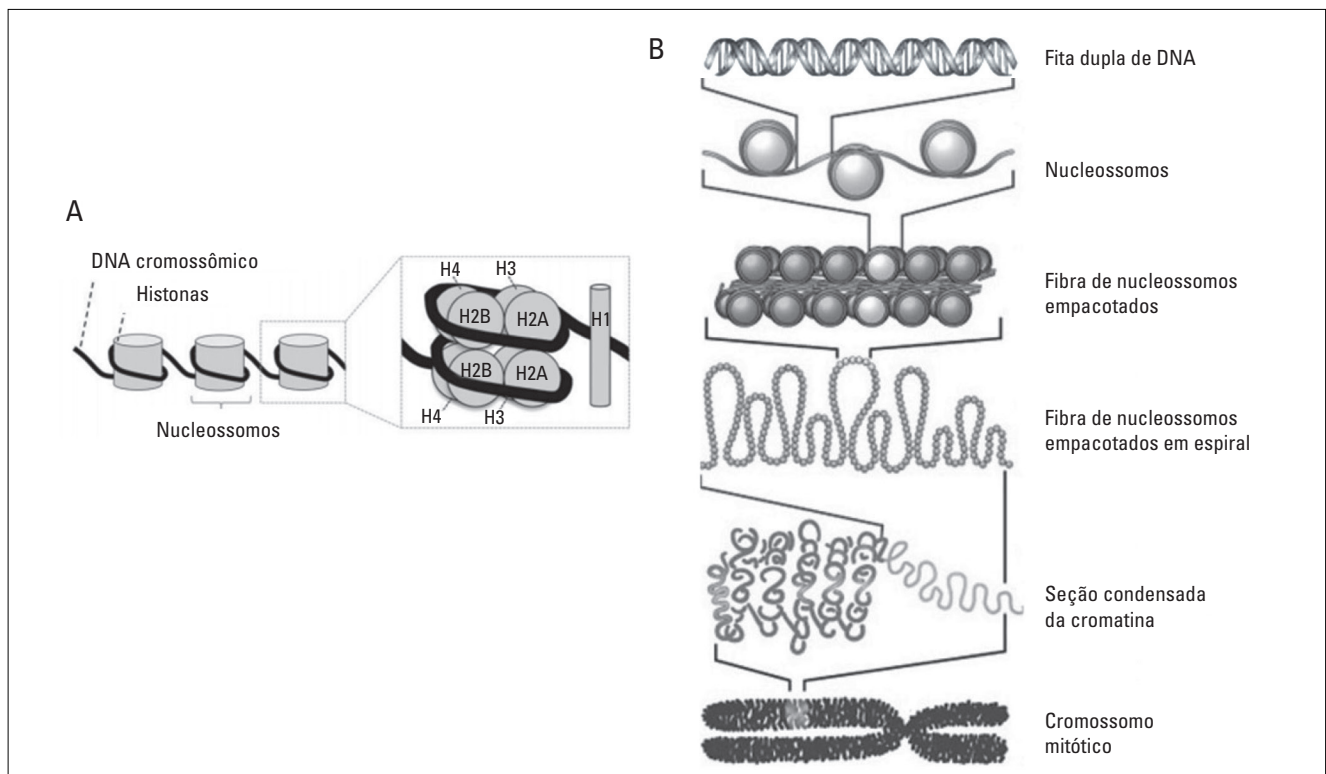 A
DNA cromossômico
Histonas
Nucleossomos
H4
H3
H2B
H2A
H1
H2B
H2A
H4
H3
B
Fita dupla de DNA
Nucleossomos
Fibra de nucleossomos
empacotados
Fibra de nucleossomos
empacotados em espiral
Seção condensada
da cromatina
Cromossomo
mitótico